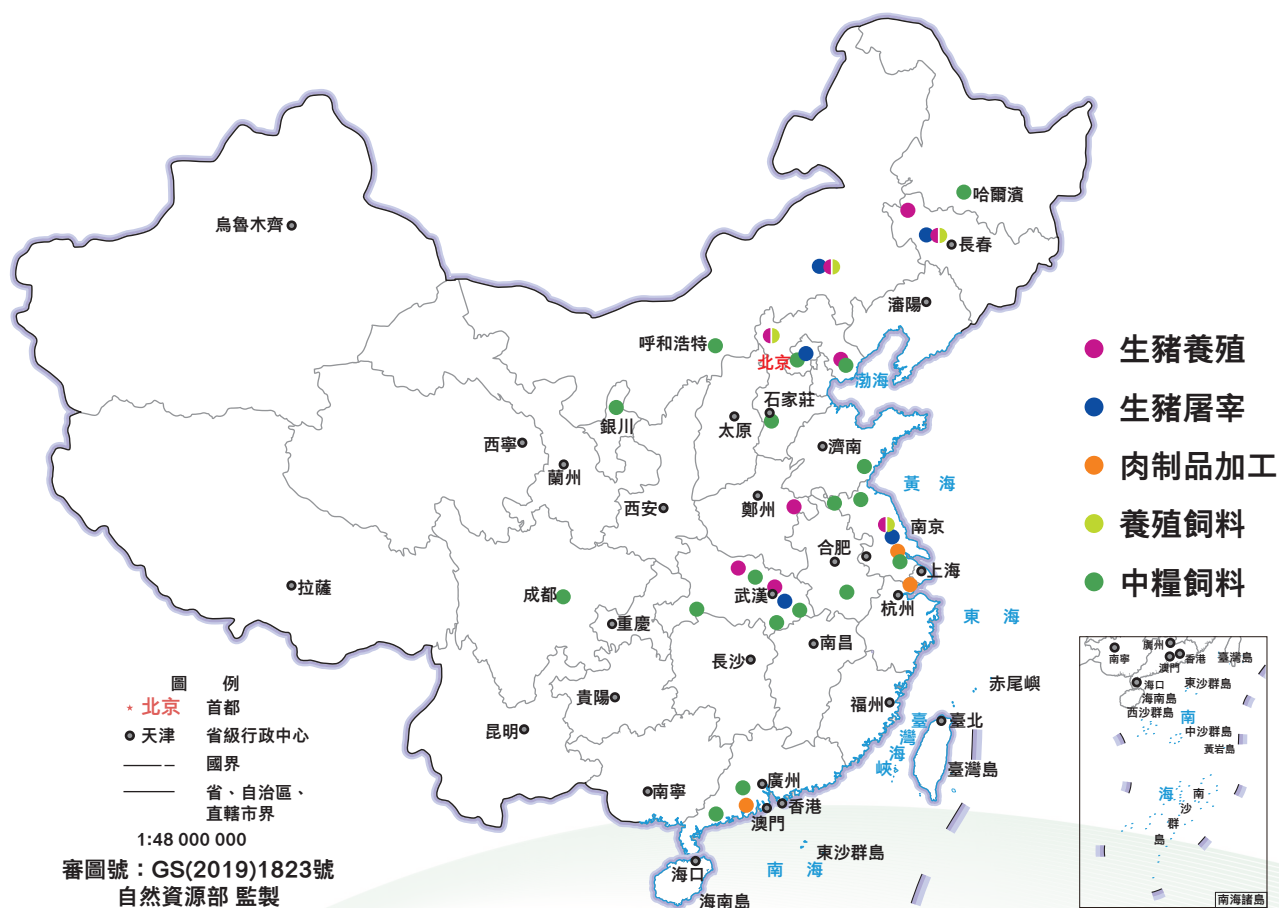 哈爾濱
烏魯木齊
長春
瀋陽
呼和浩特
北京
渤海
石家莊
銀川
太原
西寧
濟南
蘭州
黃 海
西安
鄭州
南京
合肥
上海
拉薩
成都
武漢
杭州
重慶
東 海
南昌
長沙
赤尾嶼
貴陽
福州
臺北
昆明
臺灣海峽
臺灣島
廣州
南寧
香港
澳門
東沙群島
南 海
海口
海南島
生豬養殖
生豬屠宰
肉制品加工
養殖飼料
中糧飼料
圖 例
* 北京 首都
天津 省級行政中心
國界
省、自治區、
直轄市界
1:48 000 000
審圖號：GS(2019)1823號
自然資源部 監製
廣州
南寧
香港
臺灣島
澳門
海口
東沙群島
海南島
西沙群島
南
中沙群島
黃岩島
海
南沙群島
南海諸島